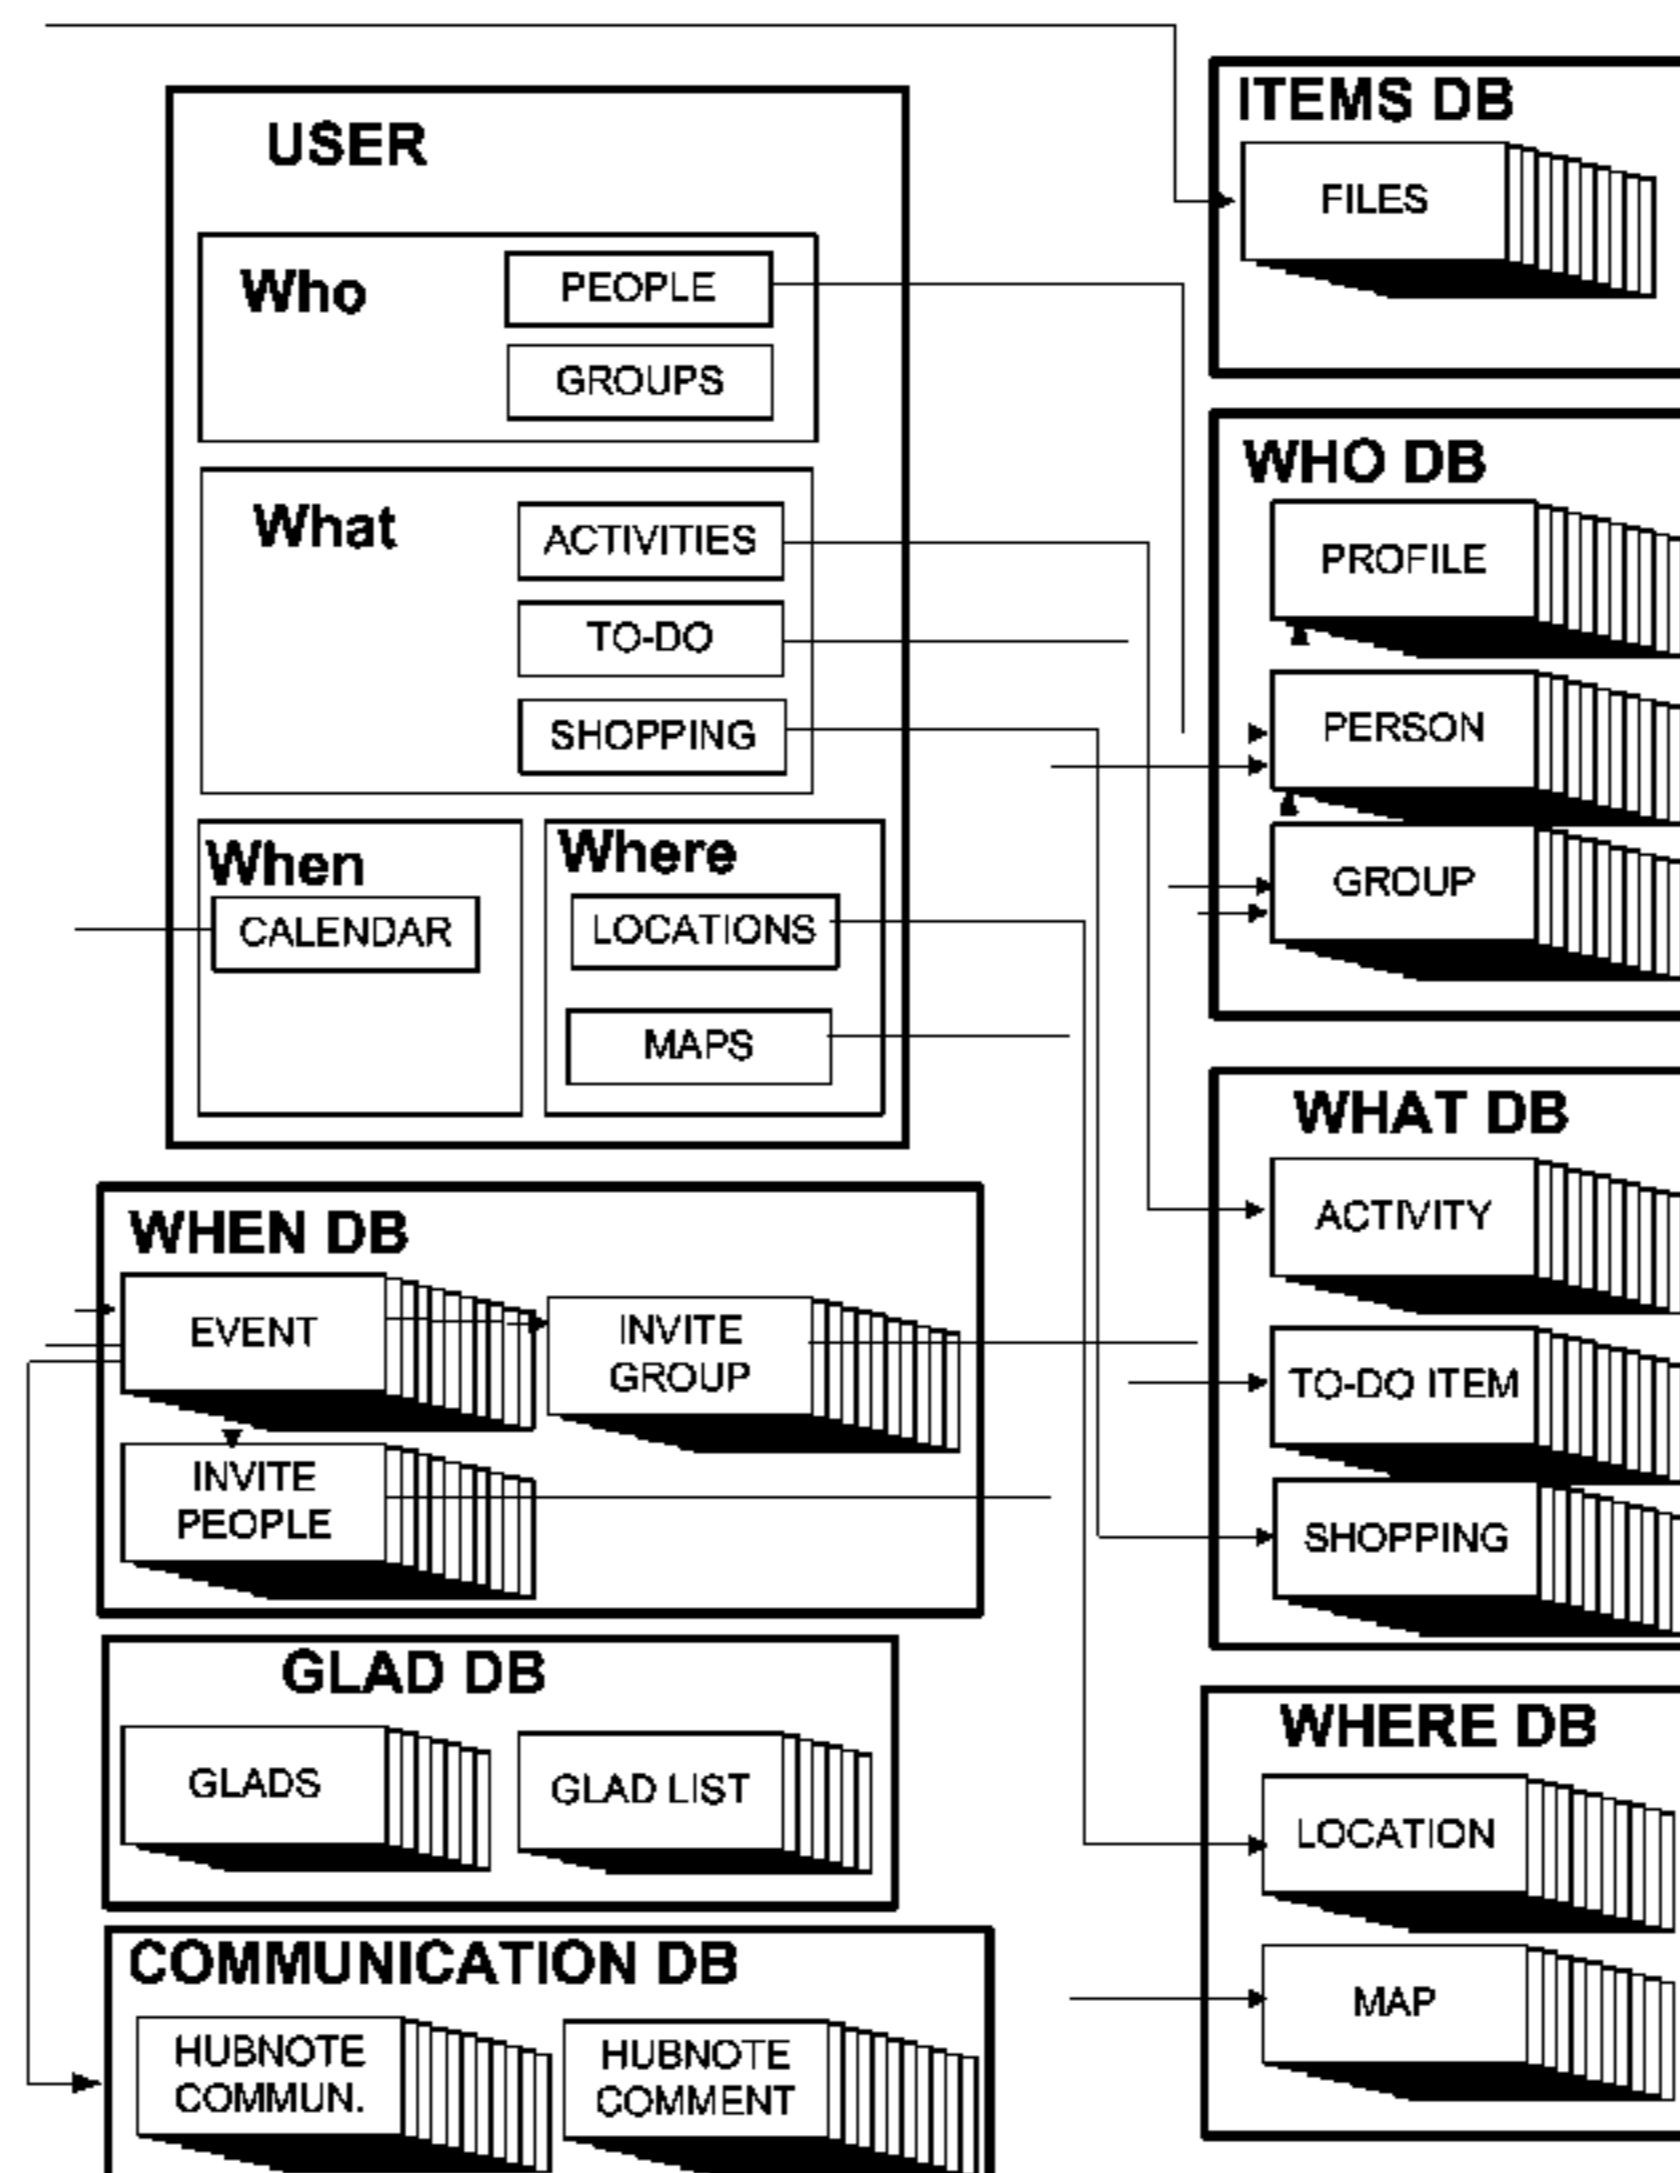 USER
Who
PEOPLE
GROUPS
What
ACTIVITIES
TO-DO
SHOPPING
When
CALENDAR
Where
LOCATIONS
MAPS
WHEN DB
EVENT
INVITE
GROUP
INVITE
PEOPLE
GLAD DB
GLADS
GLAD LIST
COMMUNICATION DB
HUBNOTE
COMMUN.
HUBNOTE
COMMENT
ITEMS DB
FILES
WHO DB
PROFILE
PERSON
GROUP
WHAT DB
ACTIVITY
TO-DO ITEM
SHOPPING
WHERE DB
LOCATION
MAP